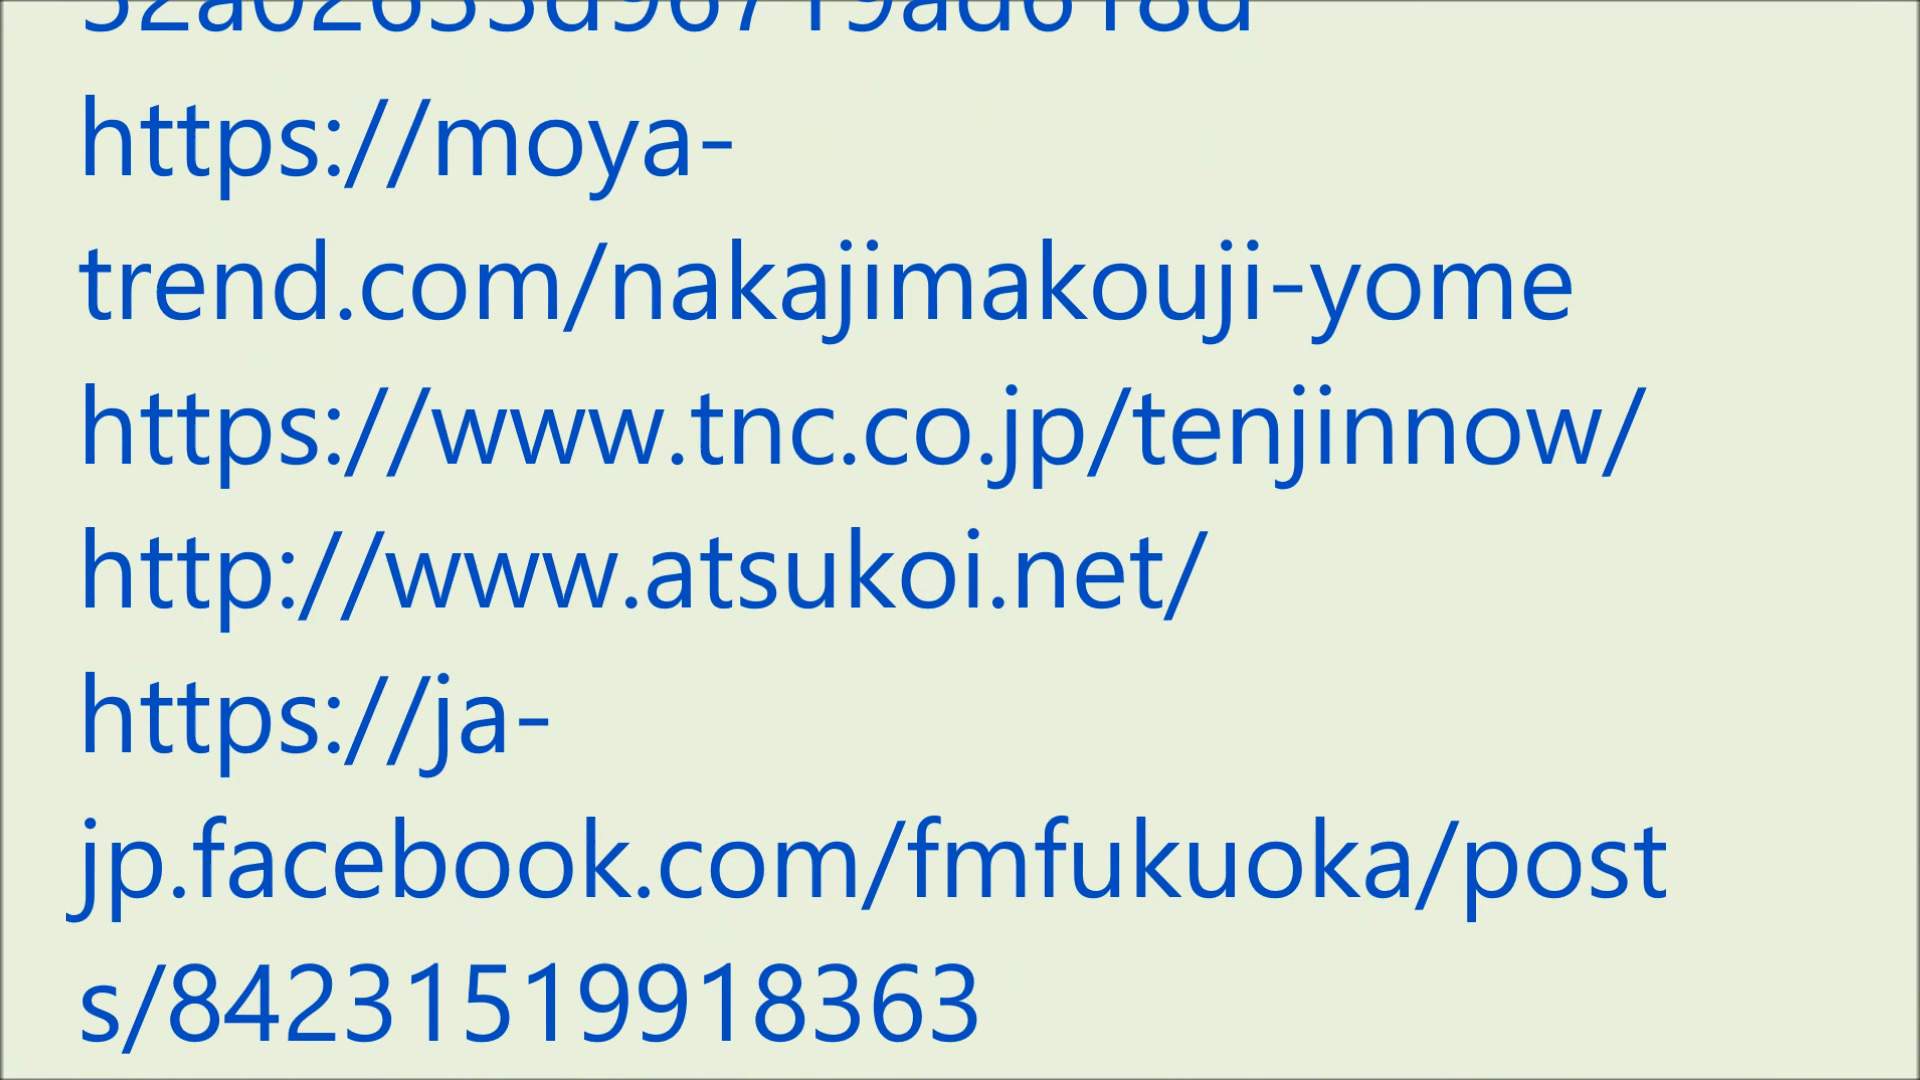 52a02633d96719ad618d
https://moya-
trend.com/nakajimakouji-yome
https://www.tnc.co.jp/tenjinnow/
http://www.atsukoi.net/
https://ja-
jp.facebook.com/fmfukuoka/post
s/84231519918363